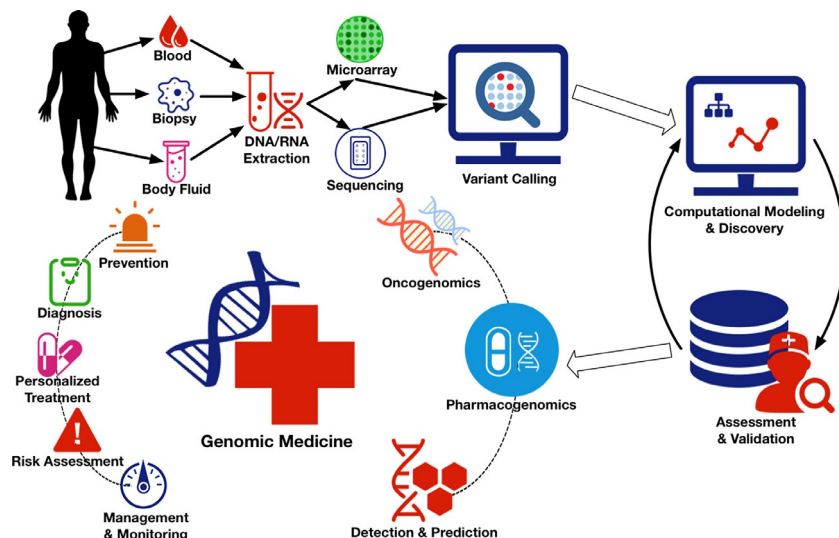 Blood
Biopsy
Body Fluid
DNA/RNA
Extraction
Microarray
Sequencing
Variant Calling
Computational Modeling
& Discovery
Assessment
& Validation
Oncogenomics
Pharmacogenomics
Detection & Prediction
Genomic Medicine
Prevention
Diagnosis
Personalized
Treatment
Risk Assessment
Management
& Monitoring